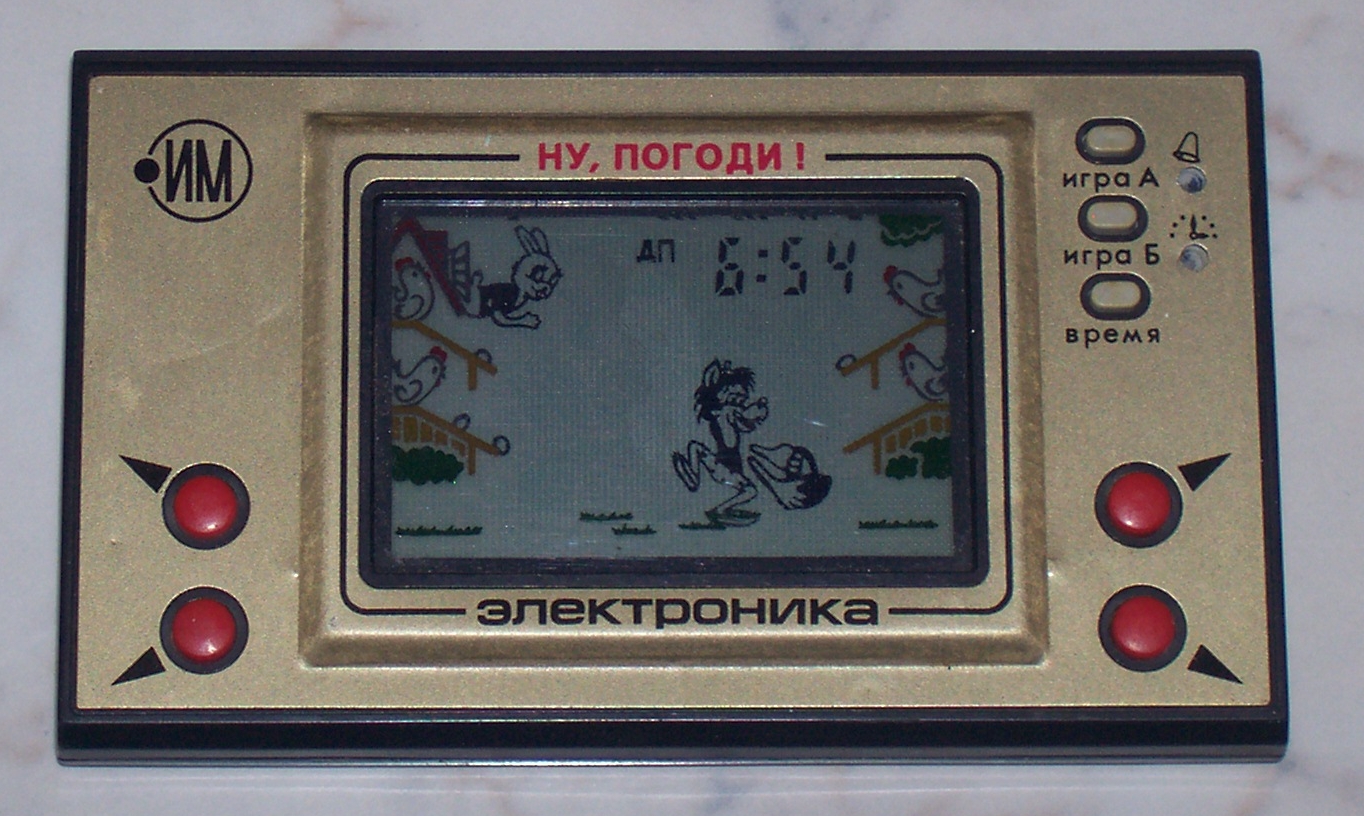 ИМ
НУ, ПОГОДИ!
ДП 6:54
игра А
игра Б
время
электроника